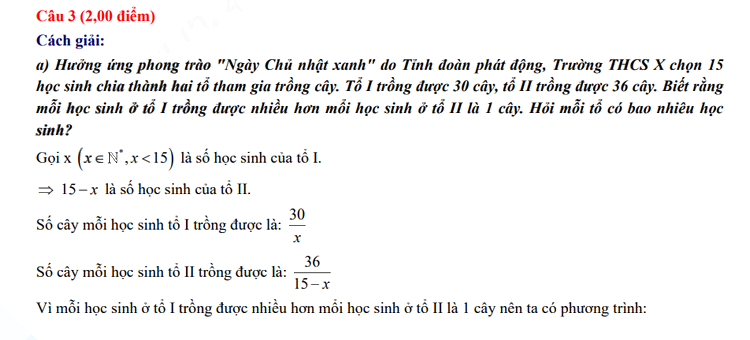 Câu 3 (2,00 điểm)
Cách giải:
a) Hưởng ứng phong trào "Ngày Chủ nhật xanh" do Tỉnh đoàn phát động, Trường THCS X chọn 15
học sinh chia thành hai tổ tham gia trồng cây. Tổ I trồng được 30 cây, tổ II trồng được 36 cây. Biết rằng
mỗi học sinh ở tổ I trồng được nhiều hơn mỗi học sinh ở tổ II là 1 cây. Hỏi mỗi tổ có bao nhiêu học
sinh?
Gọi x (x ∈ ℕ*, x < 15) là số học sinh của tổ I.
⇒ 15 − x là số học sinh của tổ II.
Số cây mỗi học sinh tổ I trồng được là: 30/x
Số cây mỗi học sinh tổ II trồng được là: 36/(15 − x)
Vì mỗi học sinh ở tổ I trồng được nhiều hơn mỗi học sinh ở tổ II là 1 cây nên ta có phương trình: